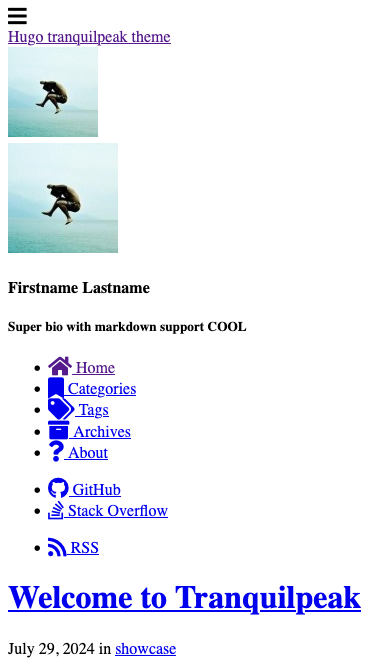 Hugo tranquilpeak theme
Firstname Lastname
Super bio with markdown support COOL
Home
Categories
Tags
Archives
About
GitHub
Stack Overflow
RSS
Welcome to Tranquilpeak
July 29, 2024 in showcase